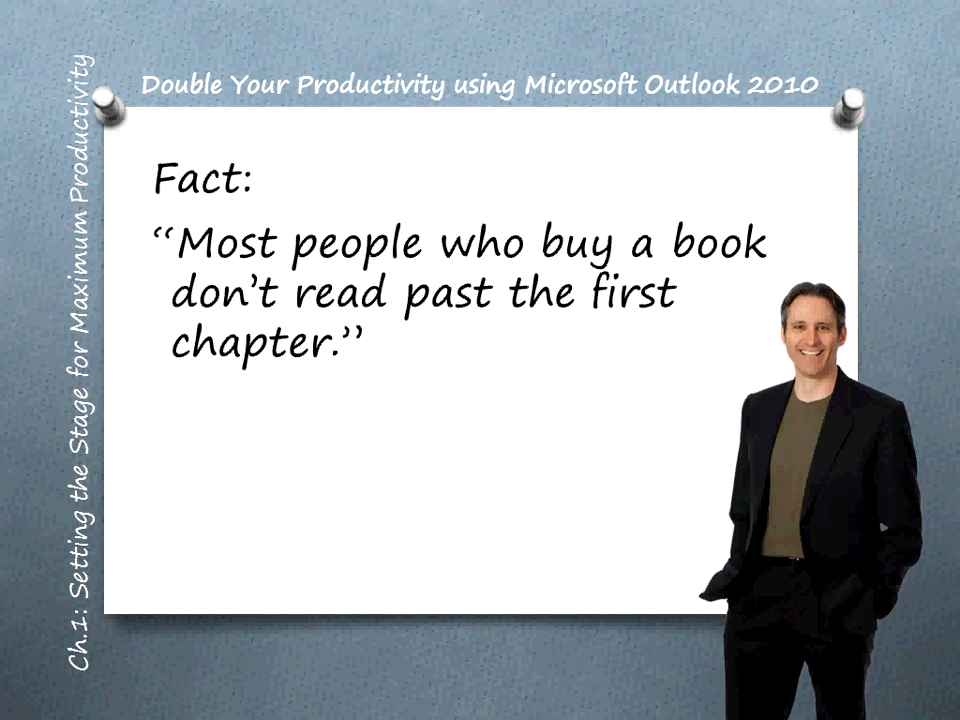 Double Your Productivity using Microsoft Outlook 2010
Ch.1: Setting the Stage for Maximum Productivity
Fact:
“Most people who buy a book
don’t read past the first
chapter.”